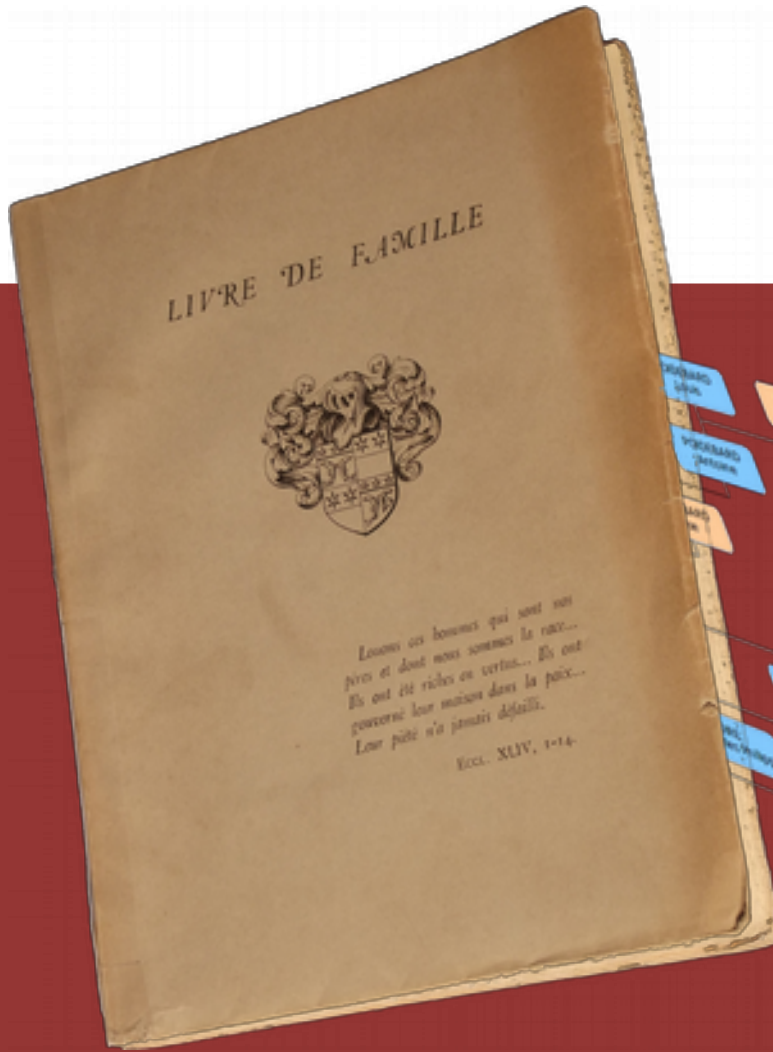 LIVRE DE FAMILLE
Louons ces hommes qui sont nos
pères et dont nous sommes la race...
Ils ont été riches en vertus... Ils ont
gouverné leur maison dans la paix...
Leur piété n'a jamais défailli.
Eccl. XLIV, 1-14.
Louis
Antoine